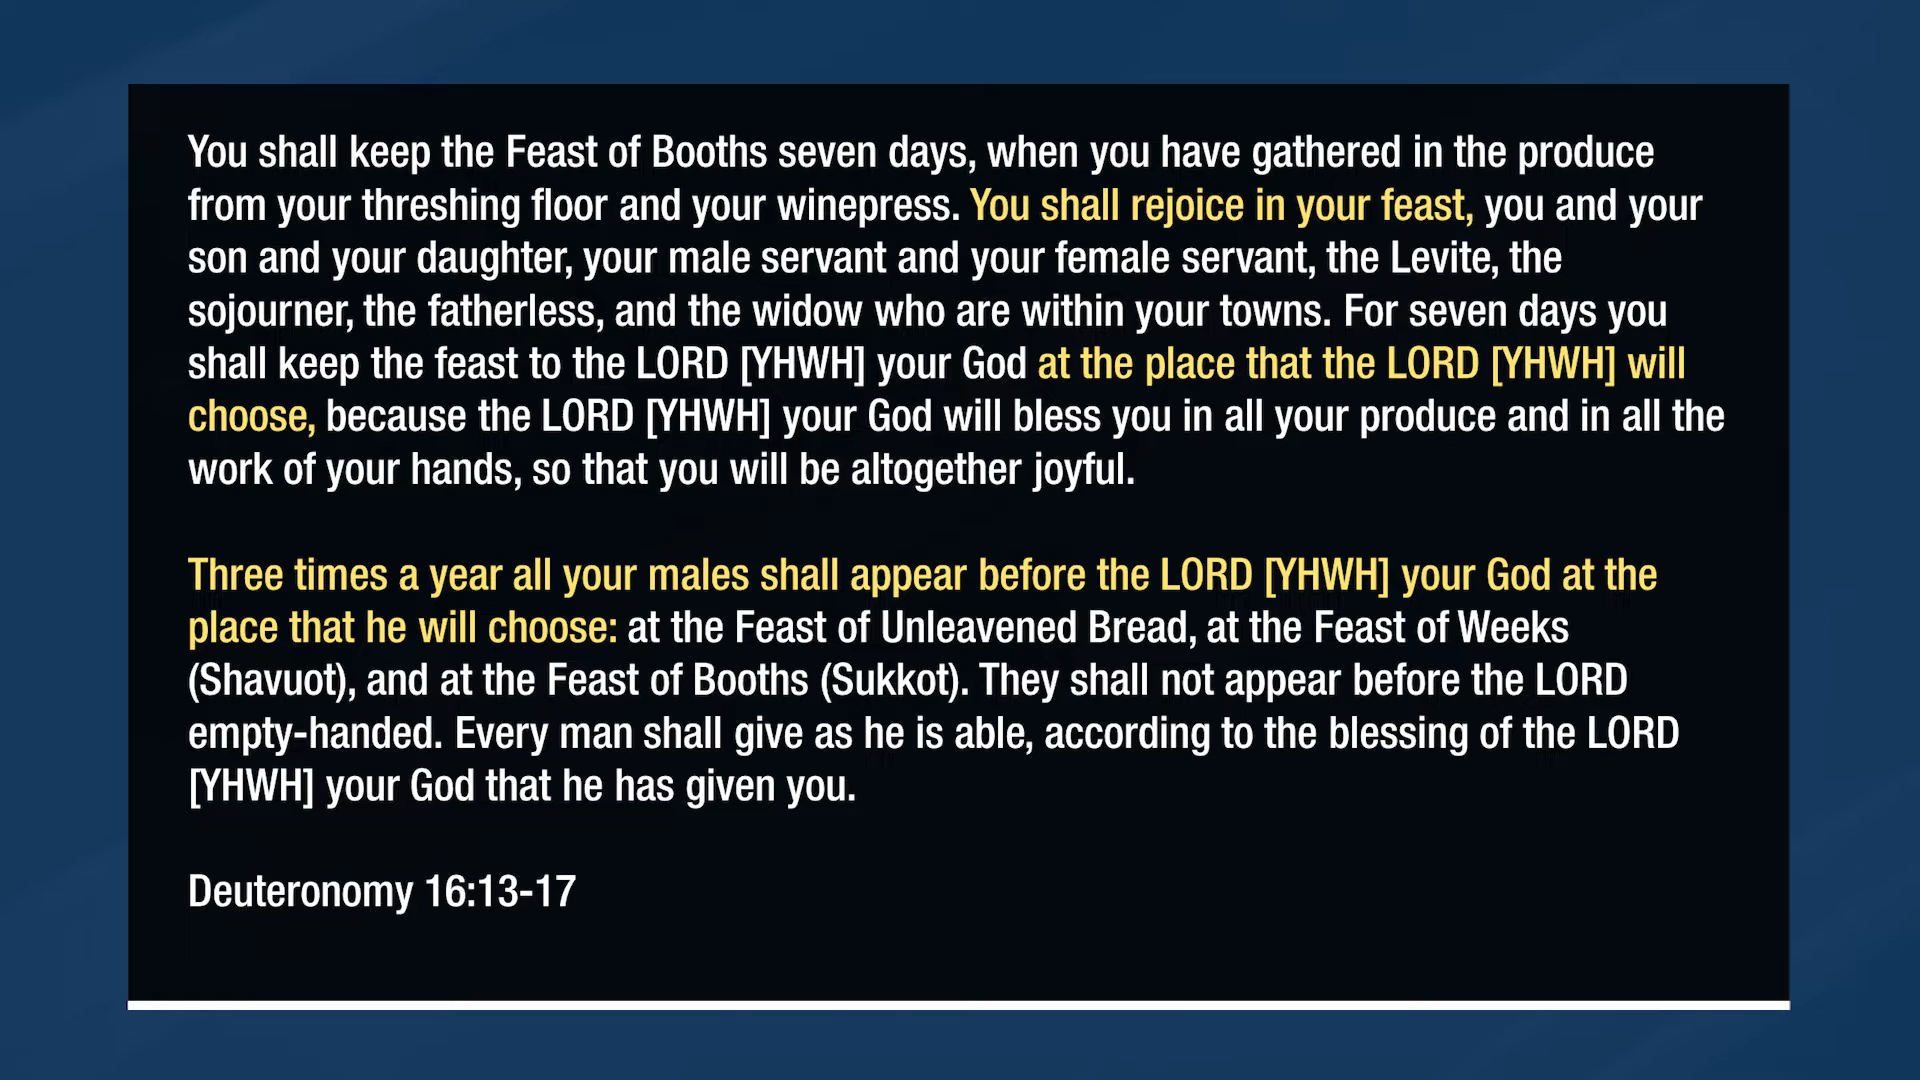 You shall keep the Feast of Booths seven days, when you have gathered in the produce
from your threshing floor and your winepress. You shall rejoice in your feast, you and your
son and your daughter, your male servant and your female servant, the Levite, the
sojourner, the fatherless, and the widow who are within your towns. For seven days you
shall keep the feast to the LORD [YHWH] your God at the place that the LORD [YHWH] will
choose, because the LORD [YHWH] your God will bless you in all your produce and in all the
work of your hands, so that you will be altogether joyful.
Three times a year all your males shall appear before the LORD [YHWH] your God at the
place that he will choose: at the Feast of Unleavened Bread, at the Feast of Weeks
(Shavuot), and at the Feast of Booths (Sukkot). They shall not appear before the LORD
empty-handed. Every man shall give as he is able, according to the blessing of the LORD
[YHWH] your God that he has given you.
Deuteronomy 16:13-17